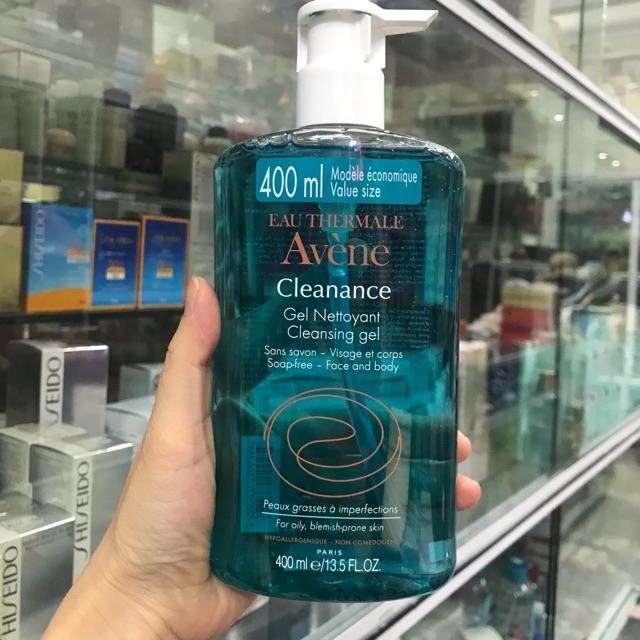 400 ml Modèle économique
Value size
EAU THERMALE
Avène
Cleanance
Gel Nettoyant
Cleansing gel
Sans savon – Visage et corps
Soap-free – Face and body
Peaux grasses à imperfections
For oily, blemish-prone skin
HYPOALLERGENIQUE - NON COMEDOGENE
PARIS
400 ml e/13.5 FL.OZ.
SHISEIDO
SHISEIDO
SHISEIDO
SHISEIDO
SHISEIDO